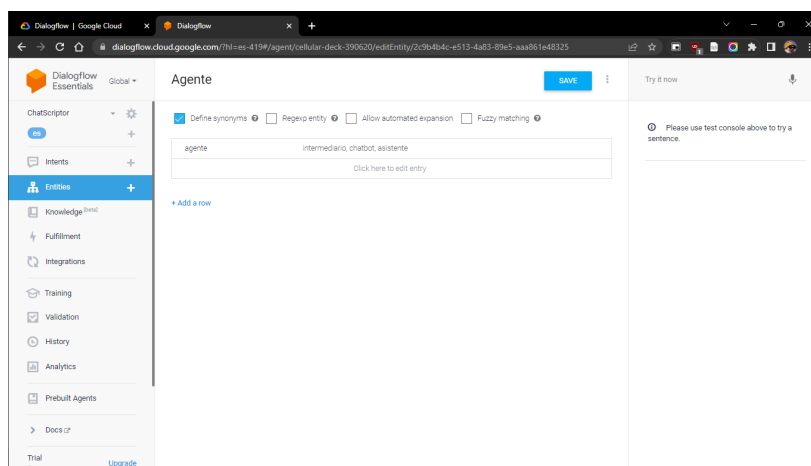 Dialogflow | Google Cloud
Dialogflow
dialogflow.cloud.google.com/?hl=es-419#/agent/cellular-deck-390620/editEntity/2c9b4b4c-e513-4a83-89e5-aaa861e48325
Dialogflow
Essentials
Global
Agente
SAVE
Try it now
ChatScriptor
es
Define synonyms
Regexp entity
Allow automated expansion
Fuzzy matching
Please use test console above to try a
sentence.
agente
intermediario, chatbot, asistente
Click here to edit entry
+ Add a row
Intents
Entities
Knowledge [beta]
Fulfillment
Integrations
Training
Validation
History
Analytics
Prebuilt Agents
Docs
Trial
Upgrade